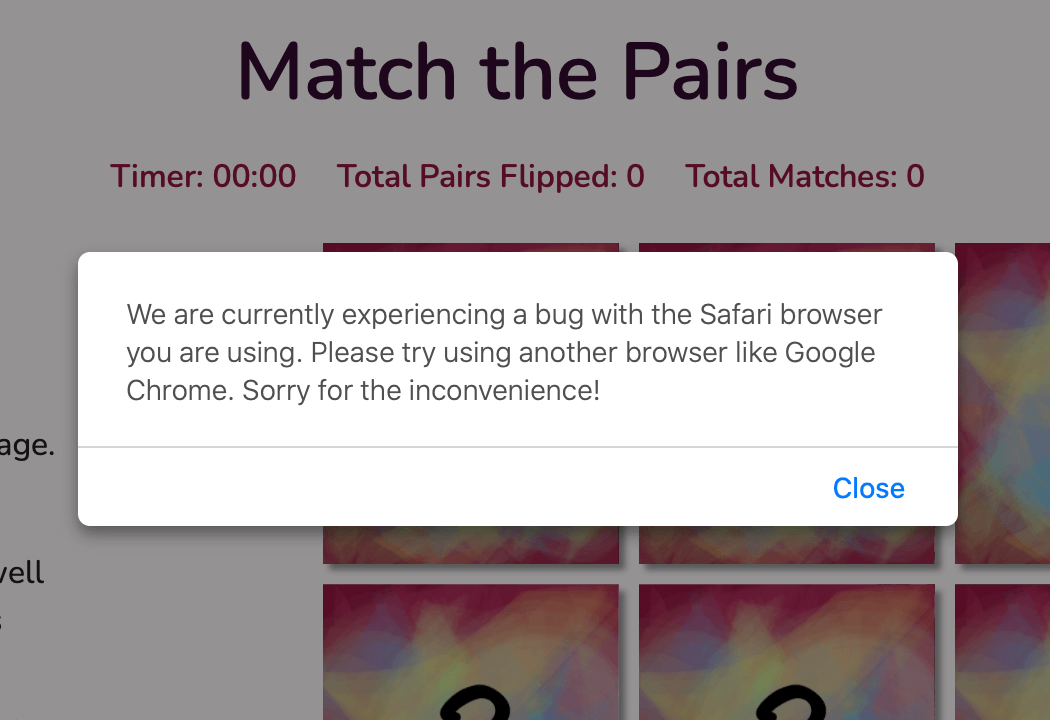 Match the Pairs
Timer: 00:00 Total Pairs Flipped: 0 Total Matches: 0
We are currently experiencing a bug with the Safari browser
you are using. Please try using another browser like Google
Chrome. Sorry for the inconvenience!
age.
Close